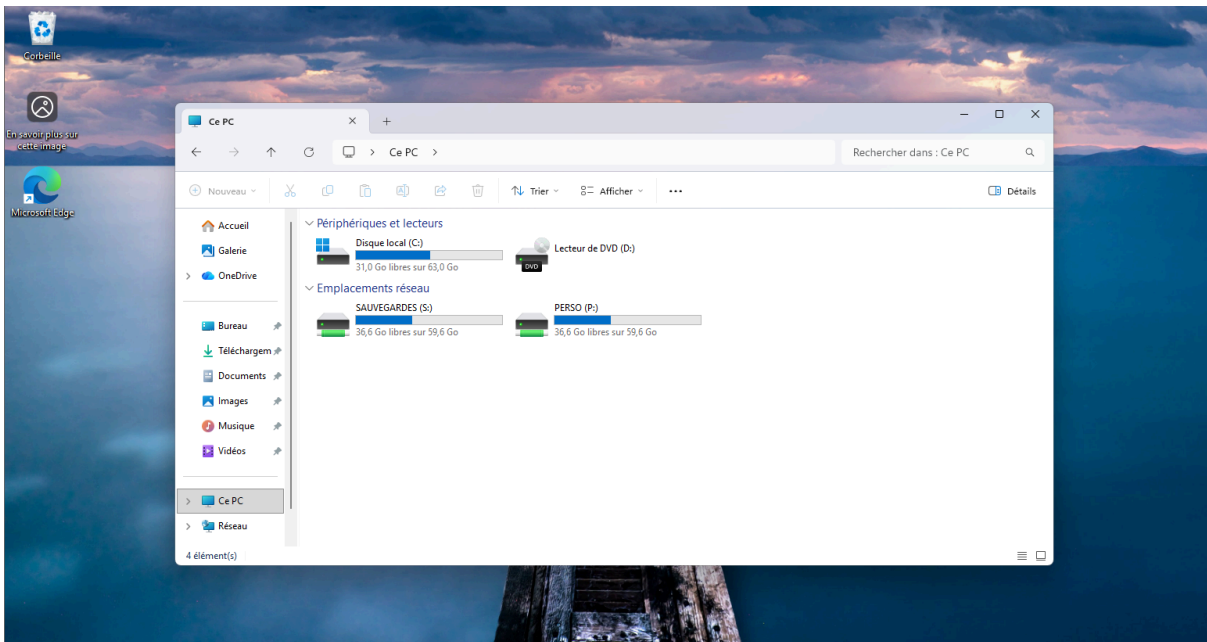 Corbeille
En savoir plus sur
cette image
Microsoft Edge
Ce PC
Ce PC
Rechercher dans : Ce PC
Nouveau
Trier
Afficher
Détails
Accueil
Galerie
OneDrive
Bureau
Téléchargem
Documents
Images
Musique
Vidéos
Ce PC
Réseau
Périphériques et lecteurs
Disque local (C:)
31,0 Go libres sur 63,0 Go
Lecteur de DVD (D:)
DVD
Emplacements réseau
SAUVEGARDES (S:)
36,6 Go libres sur 59,6 Go
PERSO (P:)
36,6 Go libres sur 59,6 Go
4 élément(s)